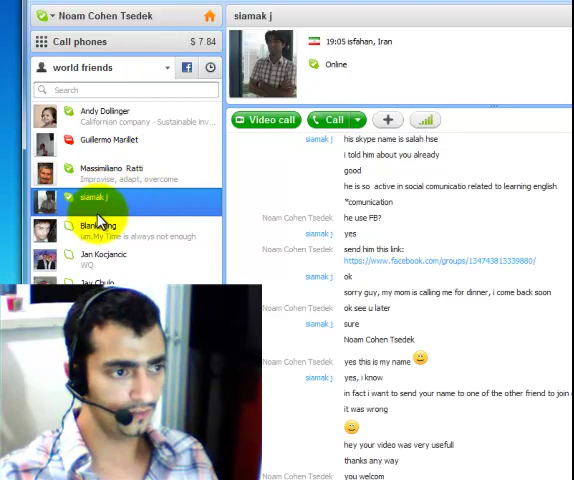 Noam Cohen Tsedek
siamak j
Call phones
$ 7.84
19:05 isfahan, Iran
world friends
Online
Search
Andy Dollinger
Californian company - Sustainable inv...
Video call
Call
Guillermo Marillet
Massimiliano Ratti
Improvise, adapt, overcome
siamak j
um.My Time is always not enough
Jan Kocjancic
WQ
siamak j
his skype name is salah hse
i told him about you already
good
he is so active in social comunicatio related to learning english
*comunication
Noam Cohen Tsedek
he use FB?
siamak j
yes
Noam Cohen Tsedek
send him this link:
https://www.facebook.com/groups/134743813339880/
siamak j
ok
sorry guy, my mom is calling me for dinner, i come back soon
Noam Cohen Tsedek
ok see u later
siamak j
sure
Noam Cohen Tsedek
Noam Cohen Tsedek
yes this is my name
siamak j
yes, i know
in fact i want to send your name to one of the other friend to join
it was wrong
hey your video was very usefull
thanks any way
Noam Cohen Tsedek
you welcom